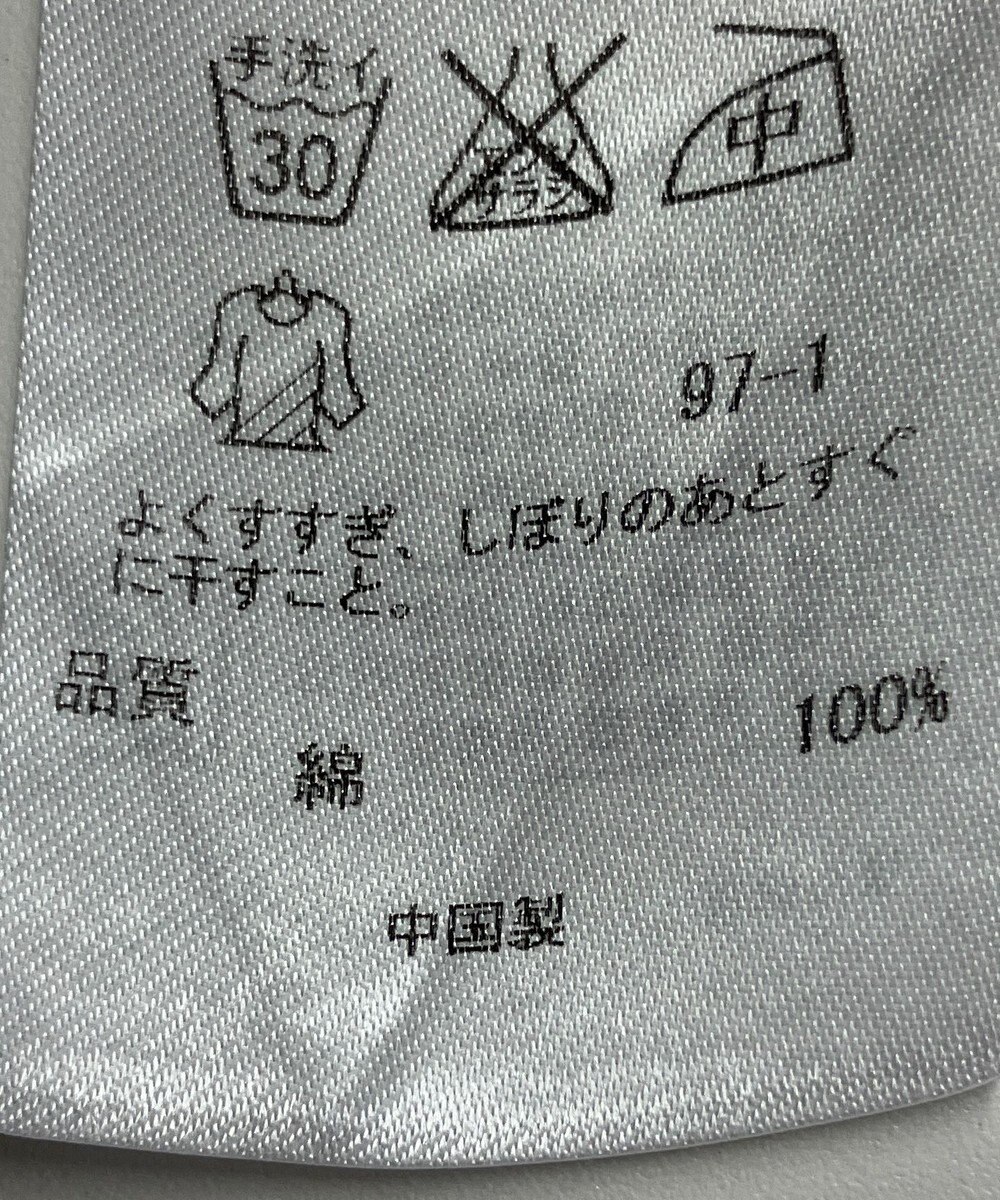 手洗イ
30
エンソ
サラシ
中
97-1
よくすすぎ、しぼりのあとすぐ
に干すこと。
品質
綿 100%
中国製